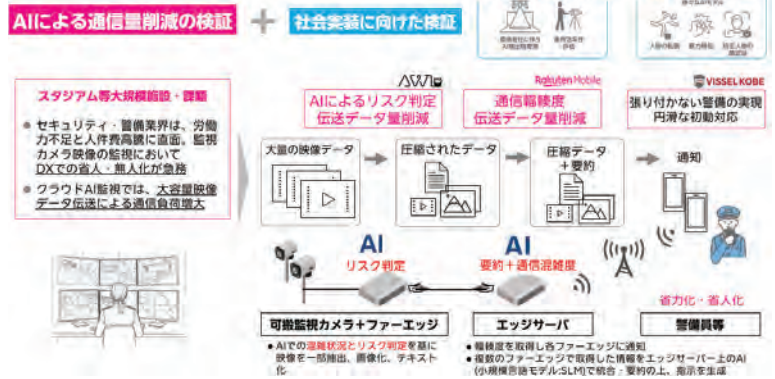 AIによる通信量削減の検証
+
社会実装に向けた検証
AWL
Rakuten Mobile
VISSEL KOBE
スタジアム等大規模施設・課題
● セキュリティ・警備業界は、労働
力不足と人件費高騰に直面。監視
カメラ映像の監視において
DXでの省人・無人化が急務
● クラウドAI監視では、大容量映像
データ伝送による通信負荷増大
AIによるリスク判定
伝送データ量削減
通信輻輳度
伝送データ量削減
張り付かない警備の実現
円滑な初動対応
大量の映像データ
圧縮されたデータ
圧縮データ
+要約
通知
AI
リスク判定
AI
要約+通信混雑度
省力化・省人化
可搬監視カメラ+ファーエッジ
エッジサーバ
警備員等
● AIでの混雑状況とリスク判定を基に
映像を一部抽出、画像化、テキスト
化
● 輻輳度を取得し各ファーエッジに通知
● 複数のファーエッジで取得した情報をエッジサーバー上のAI
(小規模言語モデル:SLM)で統合・要約の上、指示を生成